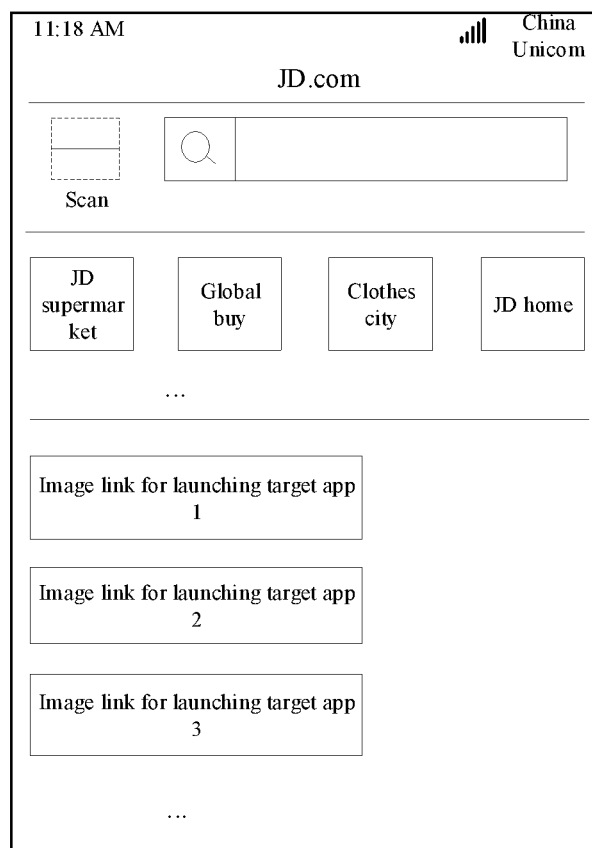 11:18 AM
China
Unicom
JD.com
Scan
JD
supermar
ket
Global
buy
Clothes
city
JD home
...
Image link for launching target app
1
Image link for launching target app
2
Image link for launching target app
3
...